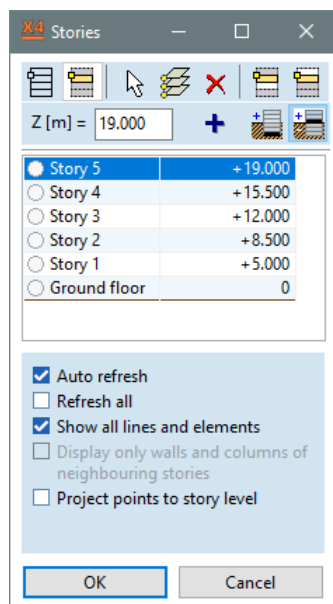 X4 Stories
Z [m] = 19.000
Story 5 +19.000
Story 4 +15.500
Story 3 +12.000
Story 2 +8.500
Story 1 +5.000
Ground floor 0
Auto refresh
Refresh all
Show all lines and elements
Display only walls and columns of
neighbouring stories
Project points to story level
OK Cancel